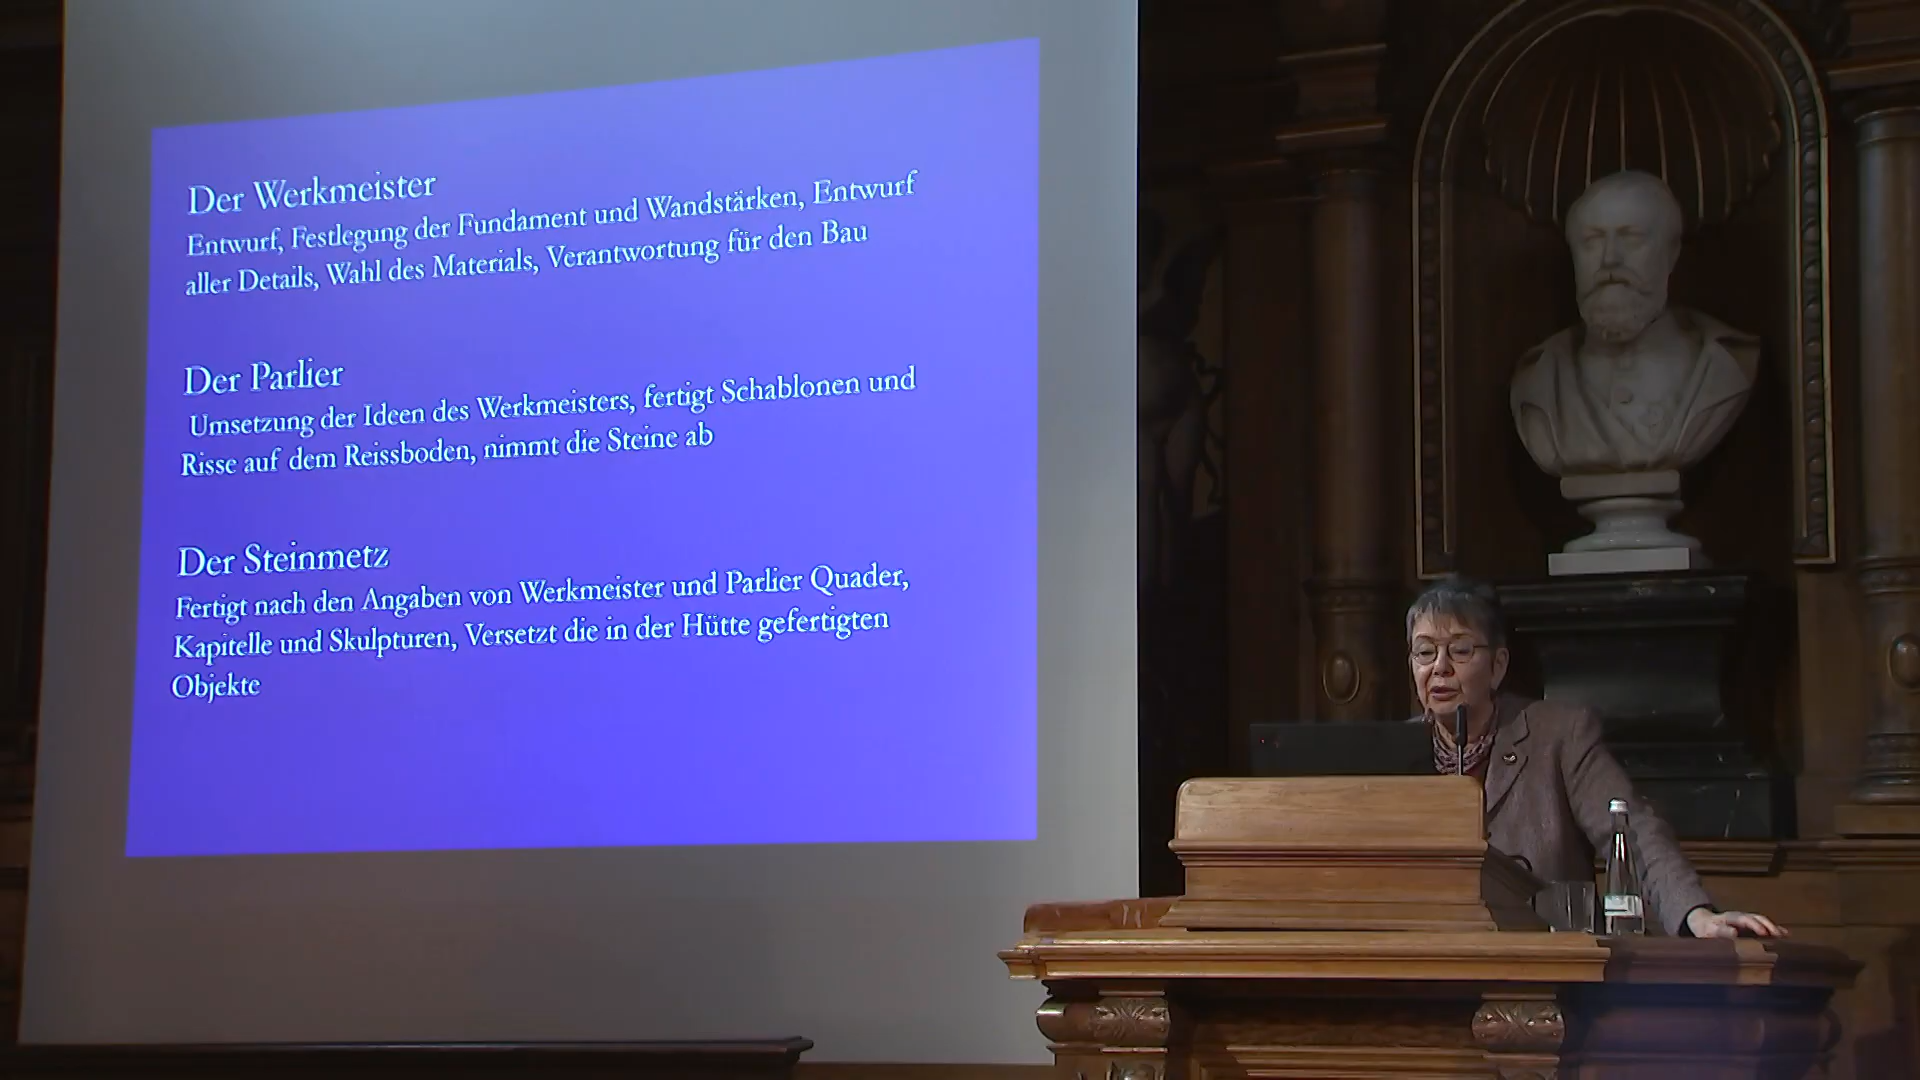 Der Werkmeister
Entwurf, Festlegung der Fundament und Wandstärken, Entwurf
aller Details, Wahl des Materials, Verantwortung für den Bau
Der Parlier
Umsetzung der Ideen des Werkmeisters, fertigt Schablonen und
Risse auf dem Reissboden, nimmt die Steine ab
Der Steinmetz
Fertigt nach den Angaben von Werkmeister und Parlier Quader,
Kapitelle und Skulpturen, Versetzt die in der Hütte gefertigten
Objekte